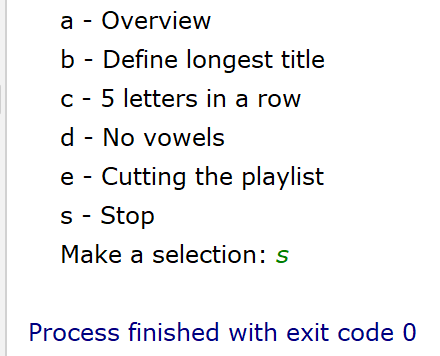 a - Overview
b - Define longest title
c - 5 letters in a row
d - No vowels
e - Cutting the playlist
s - Stop
Make a selection: s
Process finished with exit code 0